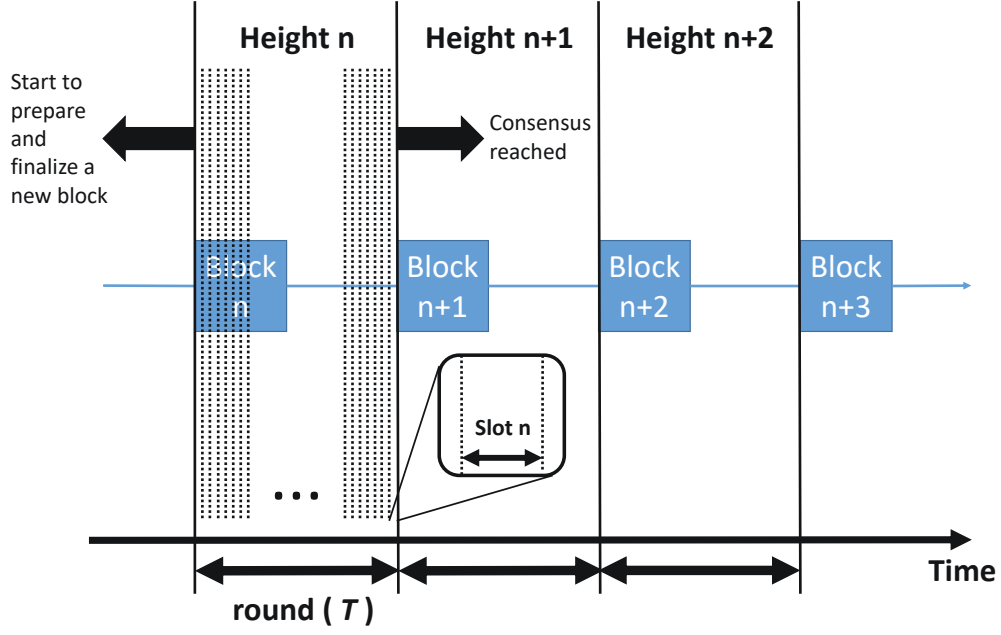 Height n
Height n+1
Height n+2
Start to
prepare
and
finalize a
new block
Consensus
reached
Block
n
Block
n+1
Block
n+2
Block
n+3
Slot n
...
Time
round ( T )